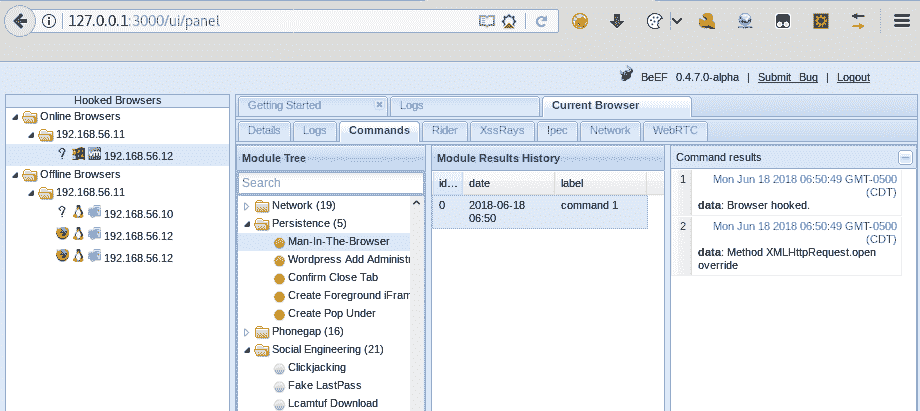 127.0.0.1:3000/ui/panel
BeEF 0.4.7.0-alpha | Submit Bug | Logout
Hooked Browsers
Online Browsers
192.168.56.11
? 192.168.56.12
Offline Browsers
192.168.56.11
? 192.168.56.10
192.168.56.12
192.168.56.12
Getting Started
Logs
Current Browser
Details
Logs
Commands
Rider
XssRays
Ipec
Network
WebRTC
Module Tree
Search
Network (19)
Persistence (5)
Man-In-The-Browser
Wordpress Add Administ
Confirm Close Tab
Create Foreground iFram
Create Pop Under
Phonegap (16)
Social Engineering (21)
Clickjacking
Fake LastPass
Lcamtuf Download
Module Results History
id... date label
0 2018-06-18 command 1
06:50
Command results
1 Mon Jun 18 2018 06:50:49 GMT-0500
(CDT)
data: Browser hooked.
2 Mon Jun 18 2018 06:50:49 GMT-0500
(CDT)
data: Method XMLHttpRequest.open
override